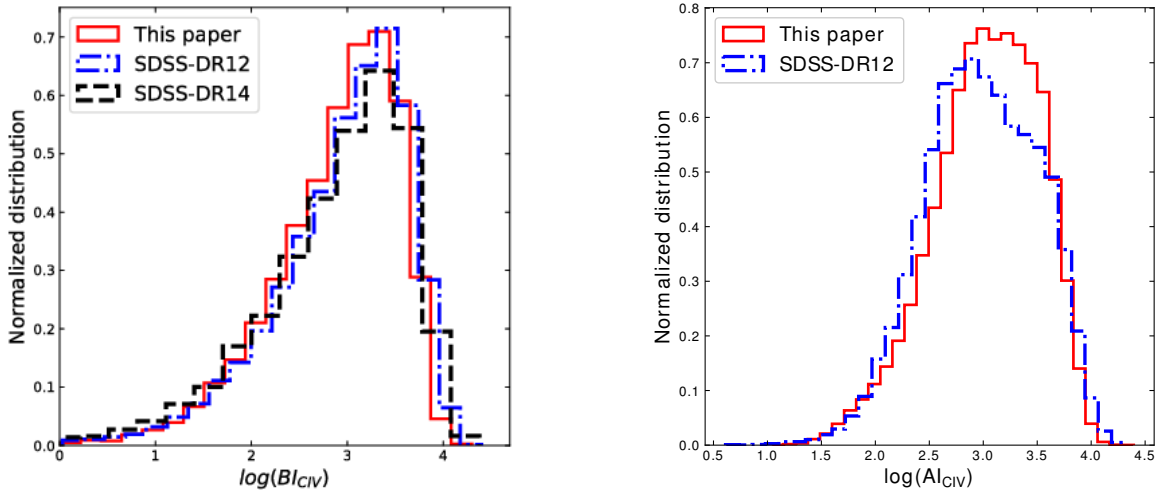 This paper
SDSS-DR12
SDSS-DR14
Normalized distribution
0.7
0.6
0.5
0.4
0.3
0.2
0.1
0.0
0 1 2 3 4
log(BI_CIV)
This paper
SDSS-DR12
Normalized distribution
0.8
0.7
0.6
0.5
0.4
0.3
0.2
0.1
0.0
0.5 1.0 1.5 2.0 2.5 3.0 3.5 4.0 4.5
log(AI_CIV)